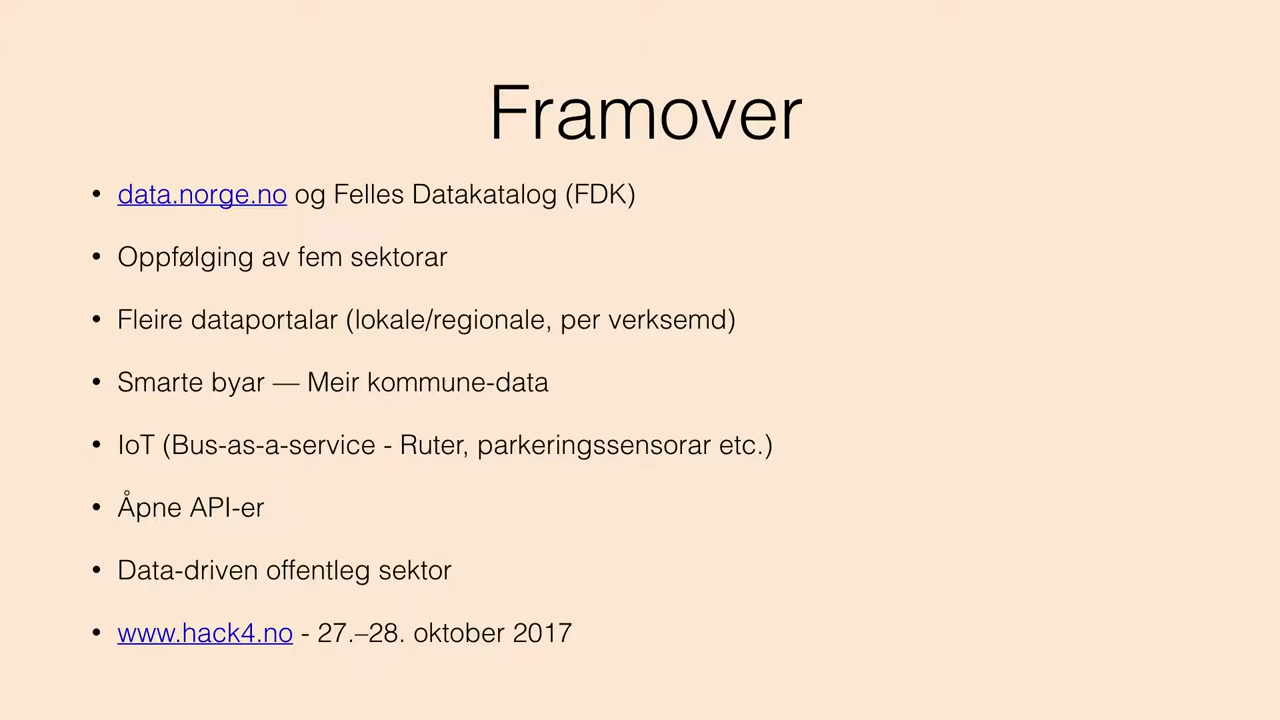 Framover
• data.norge.no og Felles Datakatalog (FDK)
• Oppfølging av fem sektorar
• Fleire dataportalar (lokale/regionale, per verksemd)
• Smarte byar — Meir kommune-data
• IoT (Bus-as-a-service - Ruter, parkeringssensorar etc.)
• Åpne API-er
• Data-driven offentleg sektor
• www.hack4.no - 27.–28. oktober 2017